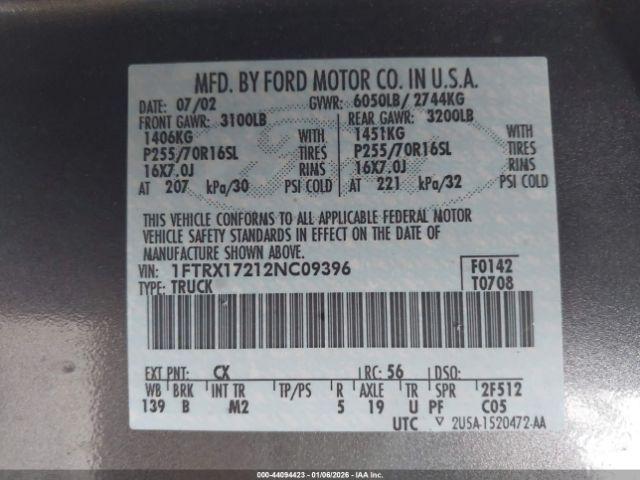 MFD. BY FORD MOTOR CO. IN U.S.A.
DATE: 07/02 GVWR: 6050LB/ 2744KG
FRONT GAWR: 3100LB REAR GAWR: 3200LB
1406KG WITH 1451KG WITH
P255/70R16SL TIRES P255/70R16SL TIRES
16X7.0J RIMS 16X7.0J RIMS
AT 207 kPa/30 PSI COLD AT 221 kPa/32 PSI COLD
THIS VEHICLE CONFORMS TO ALL APPLICABLE FEDERAL MOTOR
VEHICLE SAFETY STANDARDS IN EFFECT ON THE DATE OF
MANUFACTURE SHOWN ABOVE.
VIN: 1FTRX17212NC09396 F0142
TYPE: TRUCK T0708
EXT PNT: CX RC: 56 DSO:
WB BRK INT TR TP/PS R AXLE TR SPR 2F512
139 B M2 5 19 U PF C05
UTC ▽ 2U5A-1520472-AA
000-44094423 - 01/06/2026 - IAA Inc.